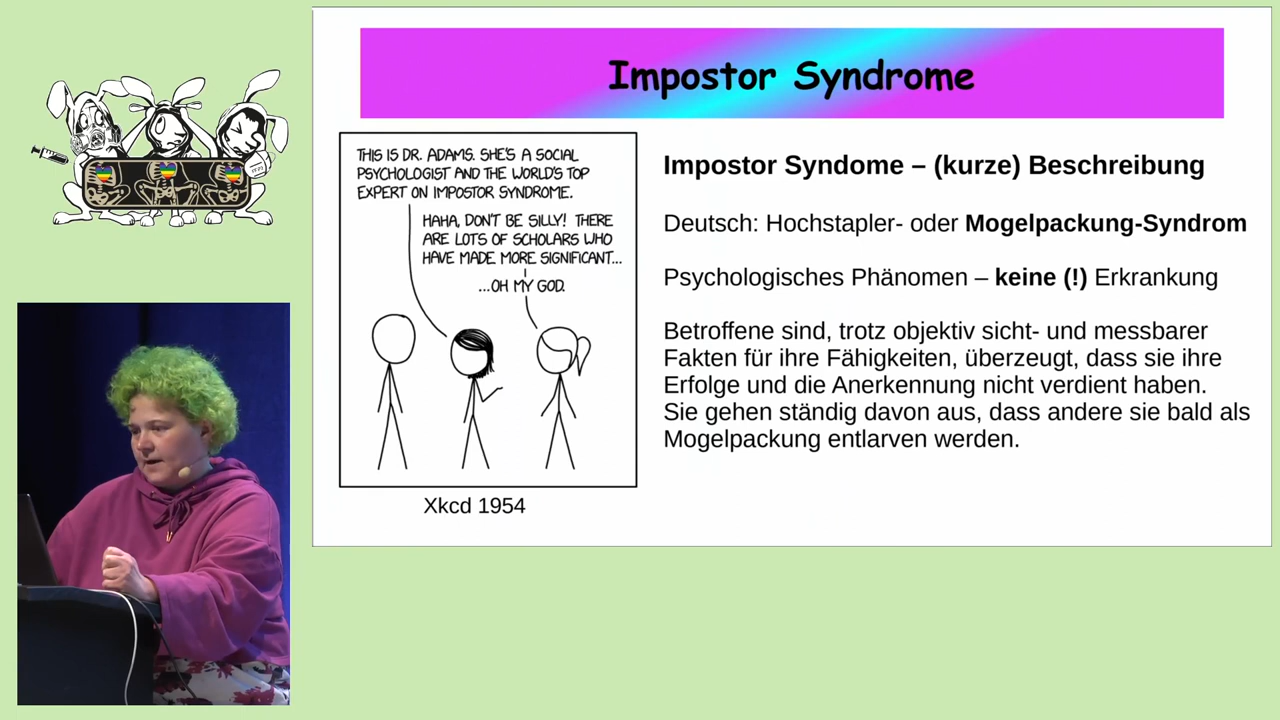 Impostor Syndrome
THIS IS DR. ADAMS. SHE'S A SOCIAL
PSYCHOLOGIST AND THE WORLD'S TOP
EXPERT ON IMPOSTOR SYNDROME.
HAHA, DON'T BE SILLY! THERE
ARE LOTS OF SCHOLARS WHO
HAVE MADE MORE SIGNIFICANT...
...OH MY GOD.
Xkcd 1954
Impostor Syndome – (kurze) Beschreibung
Deutsch: Hochstapler- oder Mogelpackung-Syndrom
Psychologisches Phänomen – keine (!) Erkrankung
Betroffene sind, trotz objektiv sicht- und messbarer
Fakten für ihre Fähigkeiten, überzeugt, dass sie ihre
Erfolge und die Anerkennung nicht verdient haben.
Sie gehen ständig davon aus, dass andere sie bald als
Mogelpackung entlarven werden.